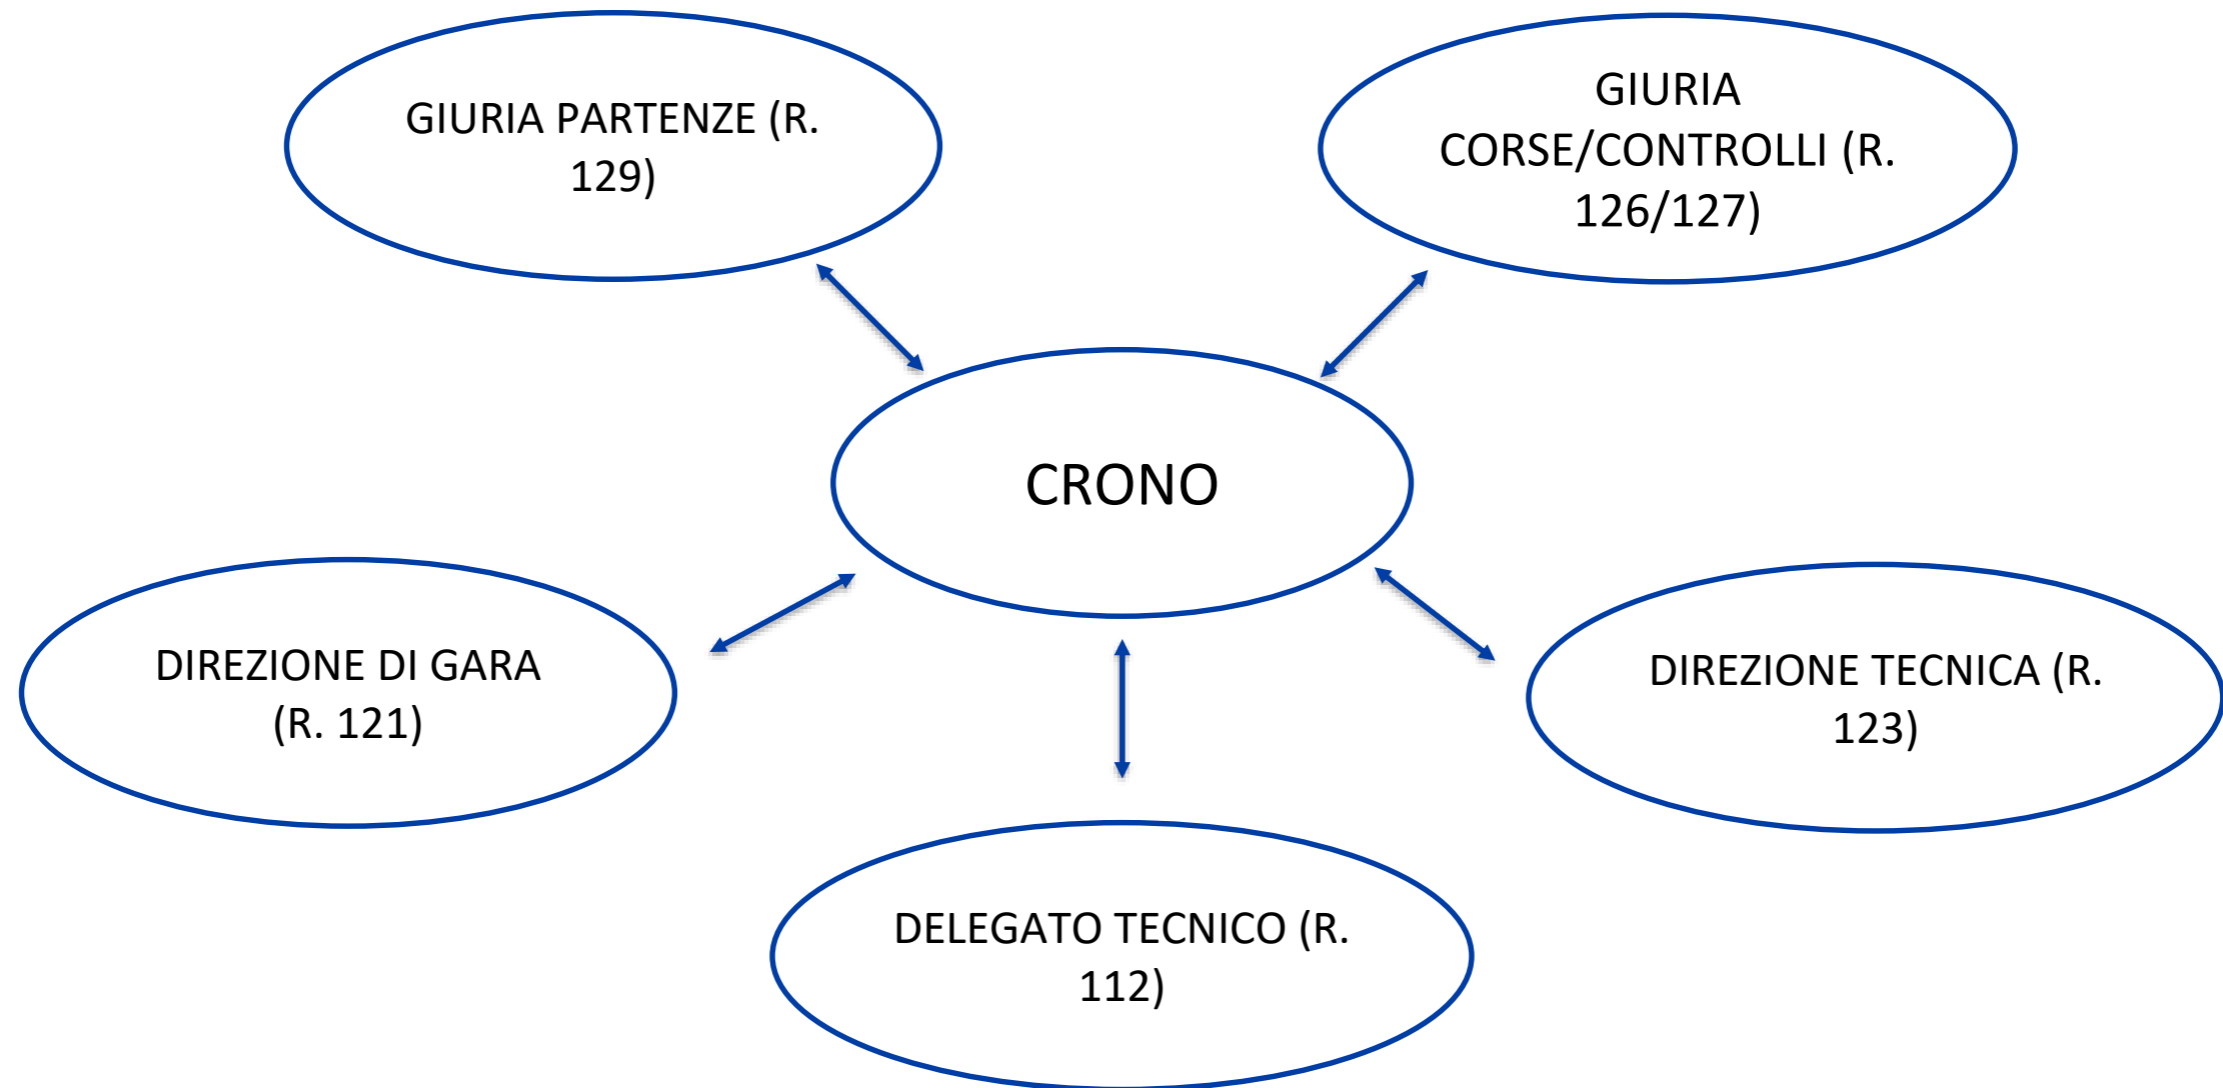 GIURIA PARTENZE (R.
129)
GIURIA
CORSE/CONTROLLI (R.
126/127)
CRONO
DIREZIONE DI GARA
(R. 121)
DIREZIONE TECNICA (R.
123)
DELEGATO TECNICO (R.
112)